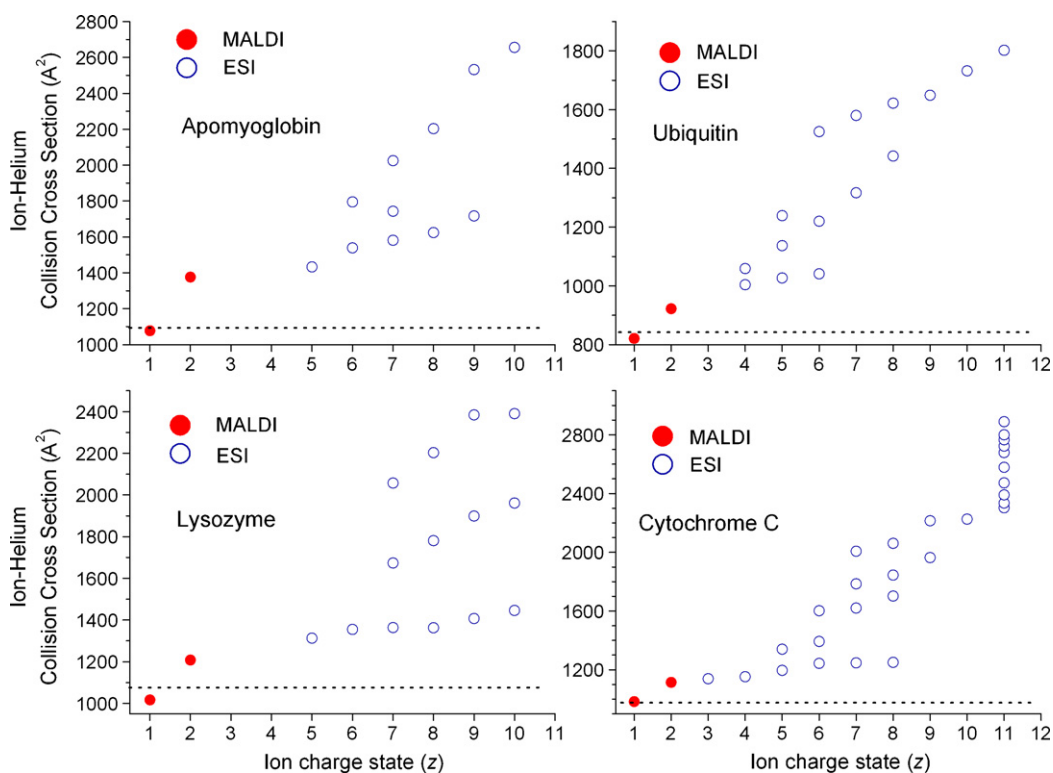 Ion-Helium
Collision Cross Section (A²)
2800
2600
2400
2200
2000
1800
1600
1400
1200
1000
MALDI
ESI
Apomyoglobin
1 2 3 4 5 6 7 8 9 10 11
1800
1600
1400
1200
1000
800
MALDI
ESI
Ubiquitin
1 2 3 4 5 6 7 8 9 10 11 12
Ion-Helium
Collision Cross Section (A²)
2400
2200
2000
1800
1600
1400
1200
1000
MALDI
ESI
Lysozyme
1 2 3 4 5 6 7 8 9 10 11
Ion charge state (z)
2800
2400
2000
1600
1200
MALDI
ESI
Cytochrome C
1 2 3 4 5 6 7 8 9 10 11 12
Ion charge state (z)